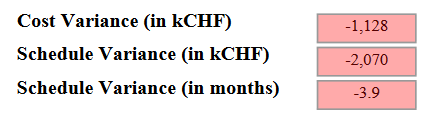 Cost Variance (in kCHF) -1,128
Schedule Variance (in kCHF) -2,070
Schedule Variance (in months) -3.9